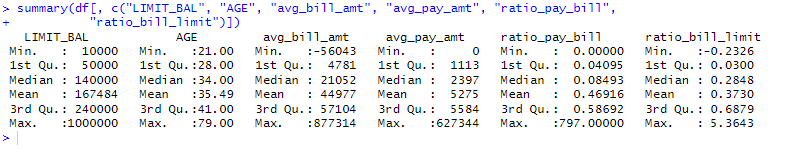 > summary(df[, c("LIMIT_BAL", "AGE", "avg_bill_amt", "avg_pay_amt", "ratio_pay_bill",
+ "ratio_bill_limit")])
LIMIT_BAL AGE avg_bill_amt avg_pay_amt ratio_pay_bill ratio_bill_limit
Min. : 10000 Min. :21.00 Min. :-56043 Min. : 0 Min. : 0.00000 Min. :-0.2326
1st Qu.: 50000 1st Qu.:28.00 1st Qu.: 4781 1st Qu.: 1113 1st Qu.: 0.04095 1st Qu.: 0.0300
Median : 140000 Median :34.00 Median : 21052 Median : 2397 Median : 0.08493 Median : 0.2848
Mean : 167484 Mean :35.49 Mean : 44977 Mean : 5275 Mean : 0.46916 Mean : 0.3730
3rd Qu.: 240000 3rd Qu.:41.00 3rd Qu.: 57104 3rd Qu.: 5584 3rd Qu.: 0.58692 3rd Qu.: 0.6879
Max. :1000000 Max. :79.00 Max. :877314 Max. :627344 Max. :797.00000 Max. : 5.3643
>